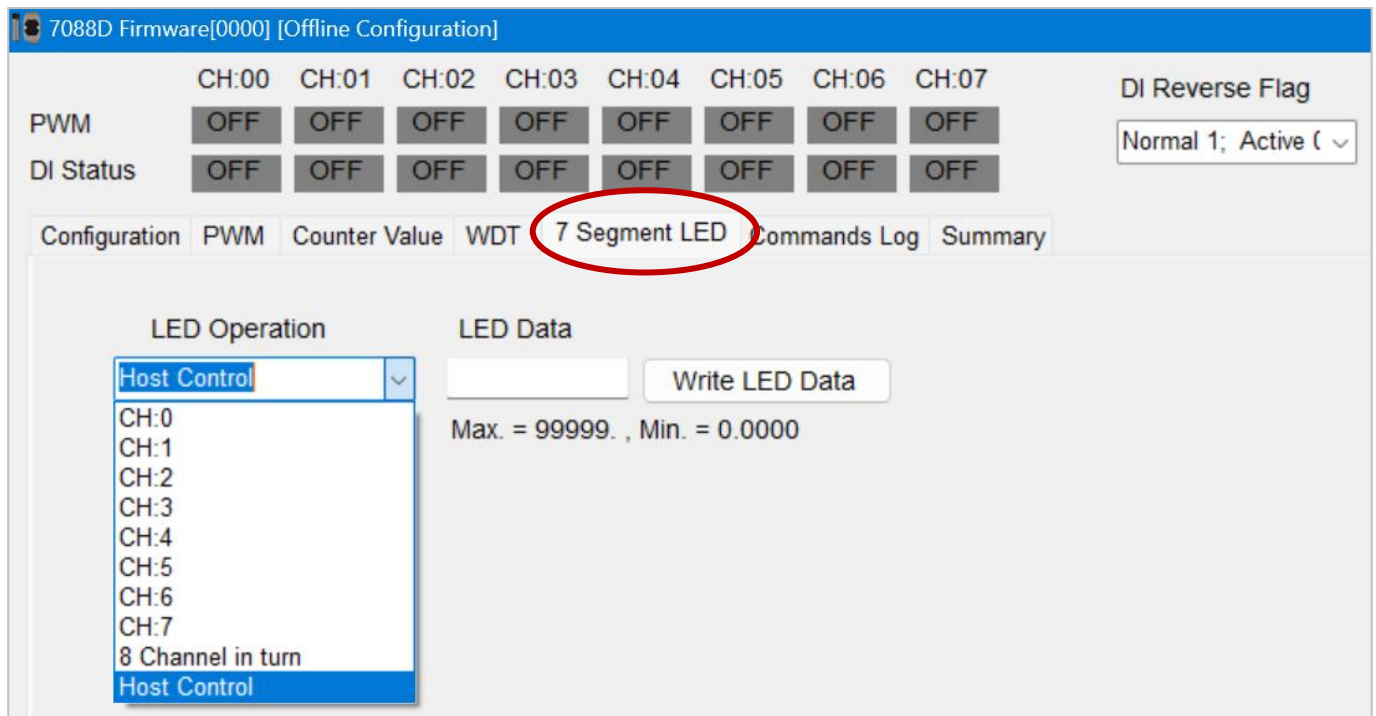 7088D Firmware[0000] [Offline Configuration]
CH:00 CH:01 CH:02 CH:03 CH:04 CH:05 CH:06 CH:07
DI Reverse Flag
PWM OFF OFF OFF OFF OFF OFF OFF OFF
Normal 1; Active (
DI Status OFF OFF OFF OFF OFF OFF OFF OFF
Configuration PWM Counter Value WDT 7 Segment LED Commands Log Summary
LED Operation LED Data
Host Control Write LED Data
Max. = 99999. , Min. = 0.0000
CH:0
CH:1
CH:2
CH:3
CH:4
CH:5
CH:6
CH:7
8 Channel in turn
Host Control